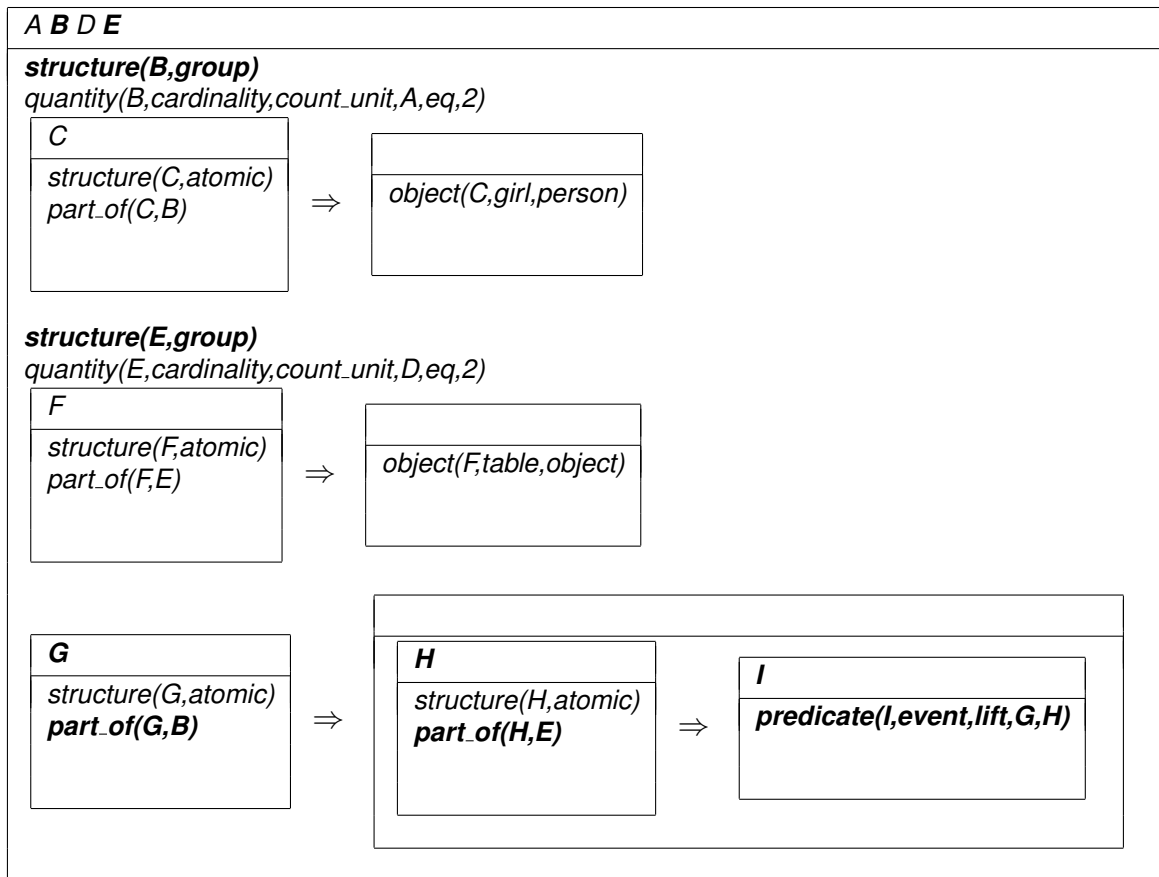 A B D E
structure(B,group)
quantity(B,cardinality,count_unit,A,eq,2)
C
structure(C,atomic)
part_of(C,B)
⇒
object(C,girl,person)
structure(E,group)
quantity(E,cardinality,count_unit,D,eq,2)
F
structure(F,atomic)
part_of(F,E)
⇒
object(F,table,object)
G
structure(G,atomic)
part_of(G,B)
⇒
H
structure(H,atomic)
part_of(H,E)
⇒
I
predicate(I,event,lift,G,H)